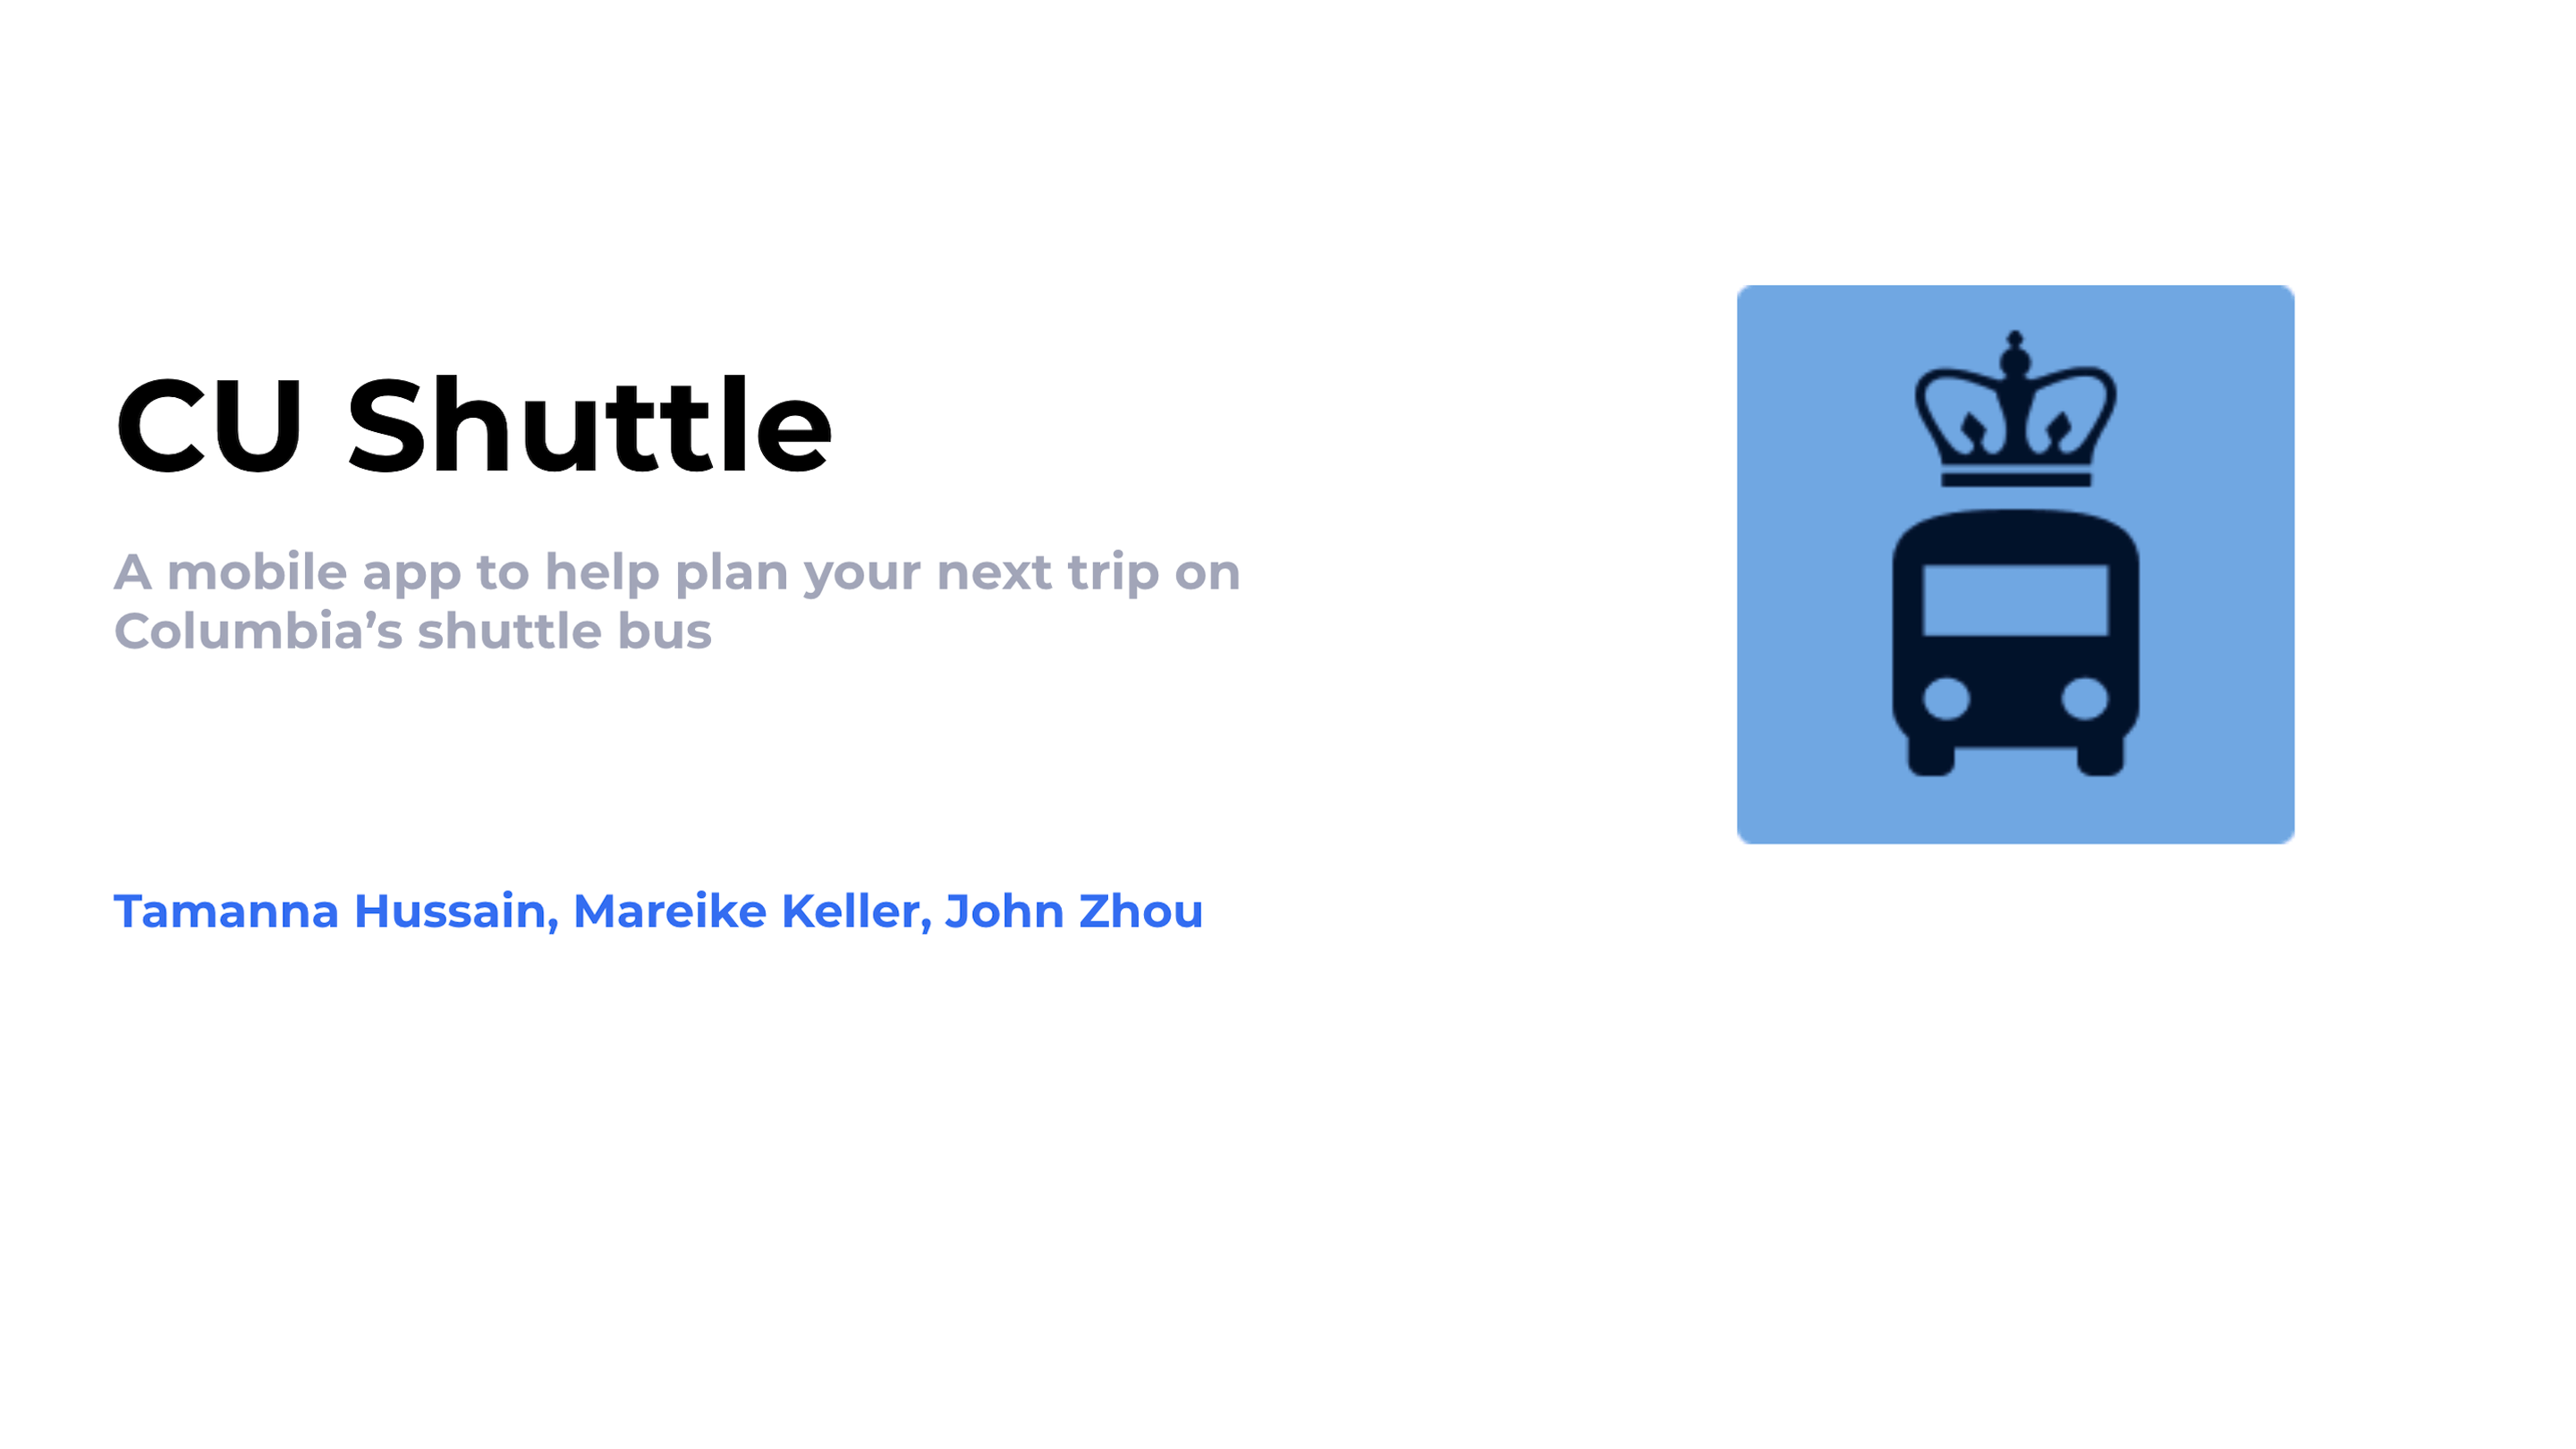 CU Shuttle
A mobile app to help plan your next trip on
Columbia’s shuttle bus
Tamanna Hussain, Mareike Keller, John Zhou